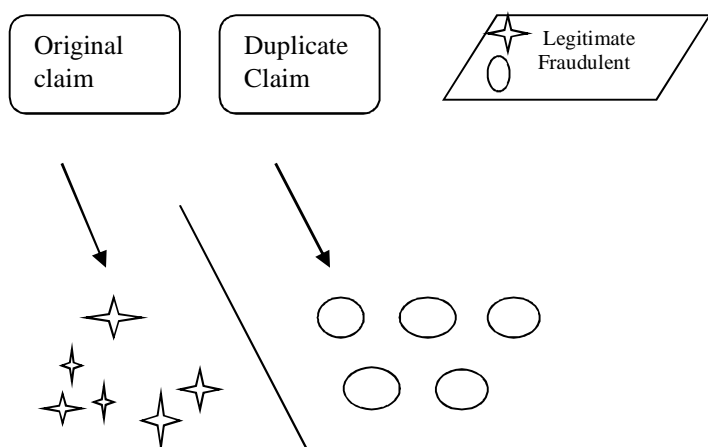 Original
claim
Duplicate
Claim
Legitimate
Fraudulent